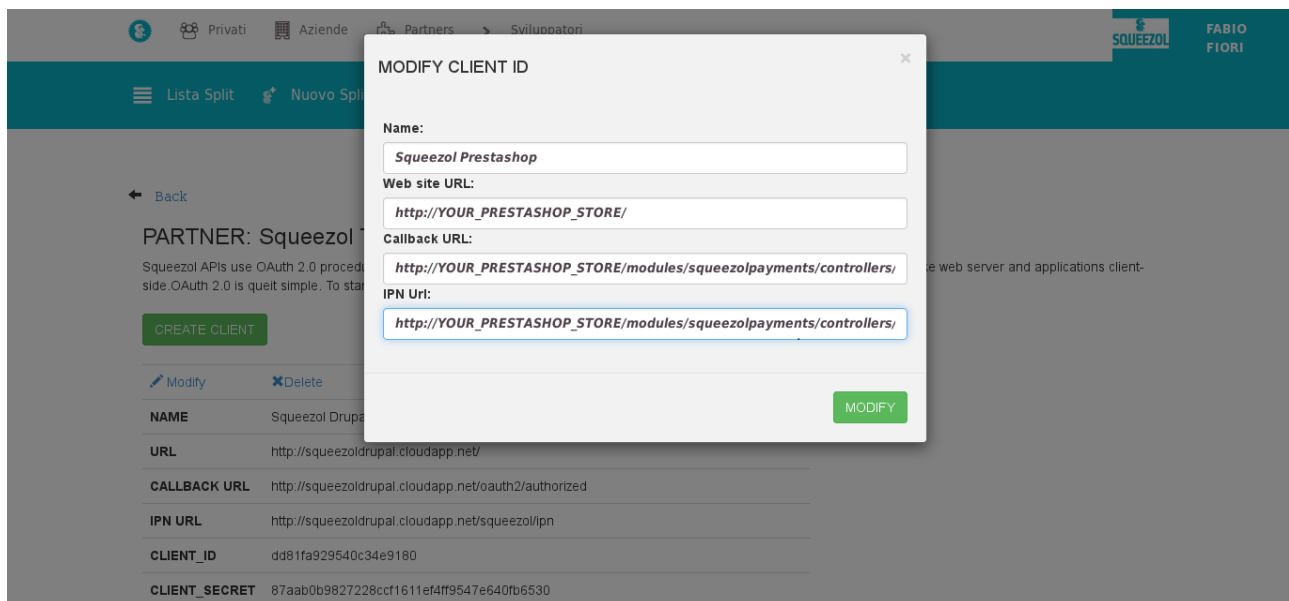 Privati Aziende Partners Sviluppatori
SQUEEZOL
FABIO
FIORI
Lista Split Nuovo Spli
MODIFY CLIENT ID
×
Name:
Squeezol Prestashop
Web site URL:
http://YOUR_PRESTASHOP_STORE/
Callback URL:
http://YOUR_PRESTASHOP_STORE/modules/squeezolpayments/controllers/
IPN Url:
http://YOUR_PRESTASHOP_STORE/modules/squeezolpayments/controllers/
MODIFY
Back
PARTNER: Squeezol
Squeezol APIs use OAuth 2.0 procedu web server and applications client-
side.OAuth 2.0 is queit simple. To star
CREATE CLIENT
Modify Delete
NAME Squeezol Drupa
URL http://squeezoldrupal.cloudapp.net/
CALLBACK URL http://squeezoldrupal.cloudapp.net/oauth2/authorized
IPN URL http://squeezoldrupal.cloudapp.net/squeezol/ipn
CLIENT_ID dd81fa929540c34e9180
CLIENT_SECRET 87aab0b9827228ccf1611ef4ff9547e640fb6530